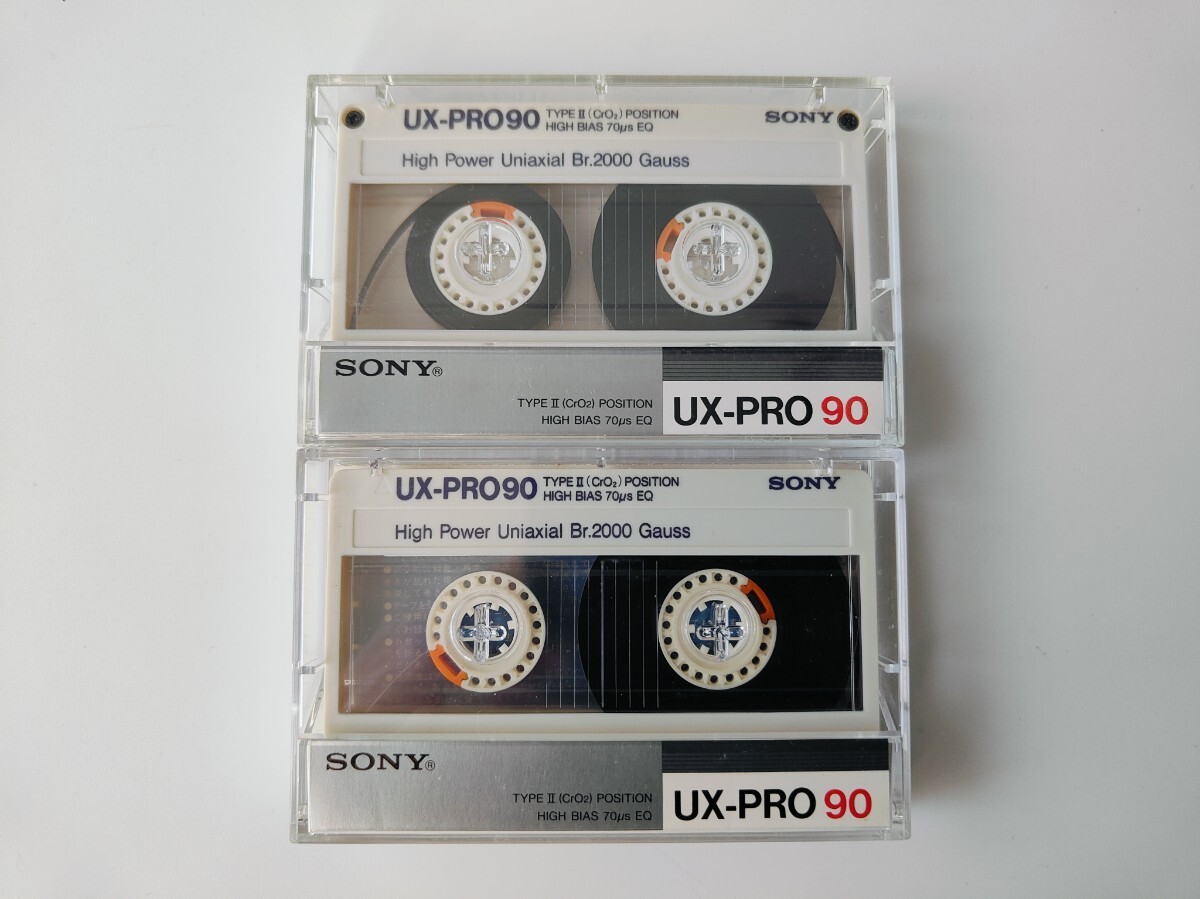 UX-PRO90 TYPE II (CrO₂) POSITION SONY
HIGH BIAS 70μs EQ
High Power Uniaxial Br.2000 Gauss
SONY®
TYPE II (CrO2) POSITION
HIGH BIAS 70μs EQ
UX-PRO 90
UX-PRO90 TYPE II (CrO₂) POSITION SONY
HIGH BIAS 70μs EQ
High Power Uniaxial Br.2000 Gauss
SONY®
TYPE II (CrO2) POSITION
HIGH BIAS 70μs EQ
UX-PRO 90